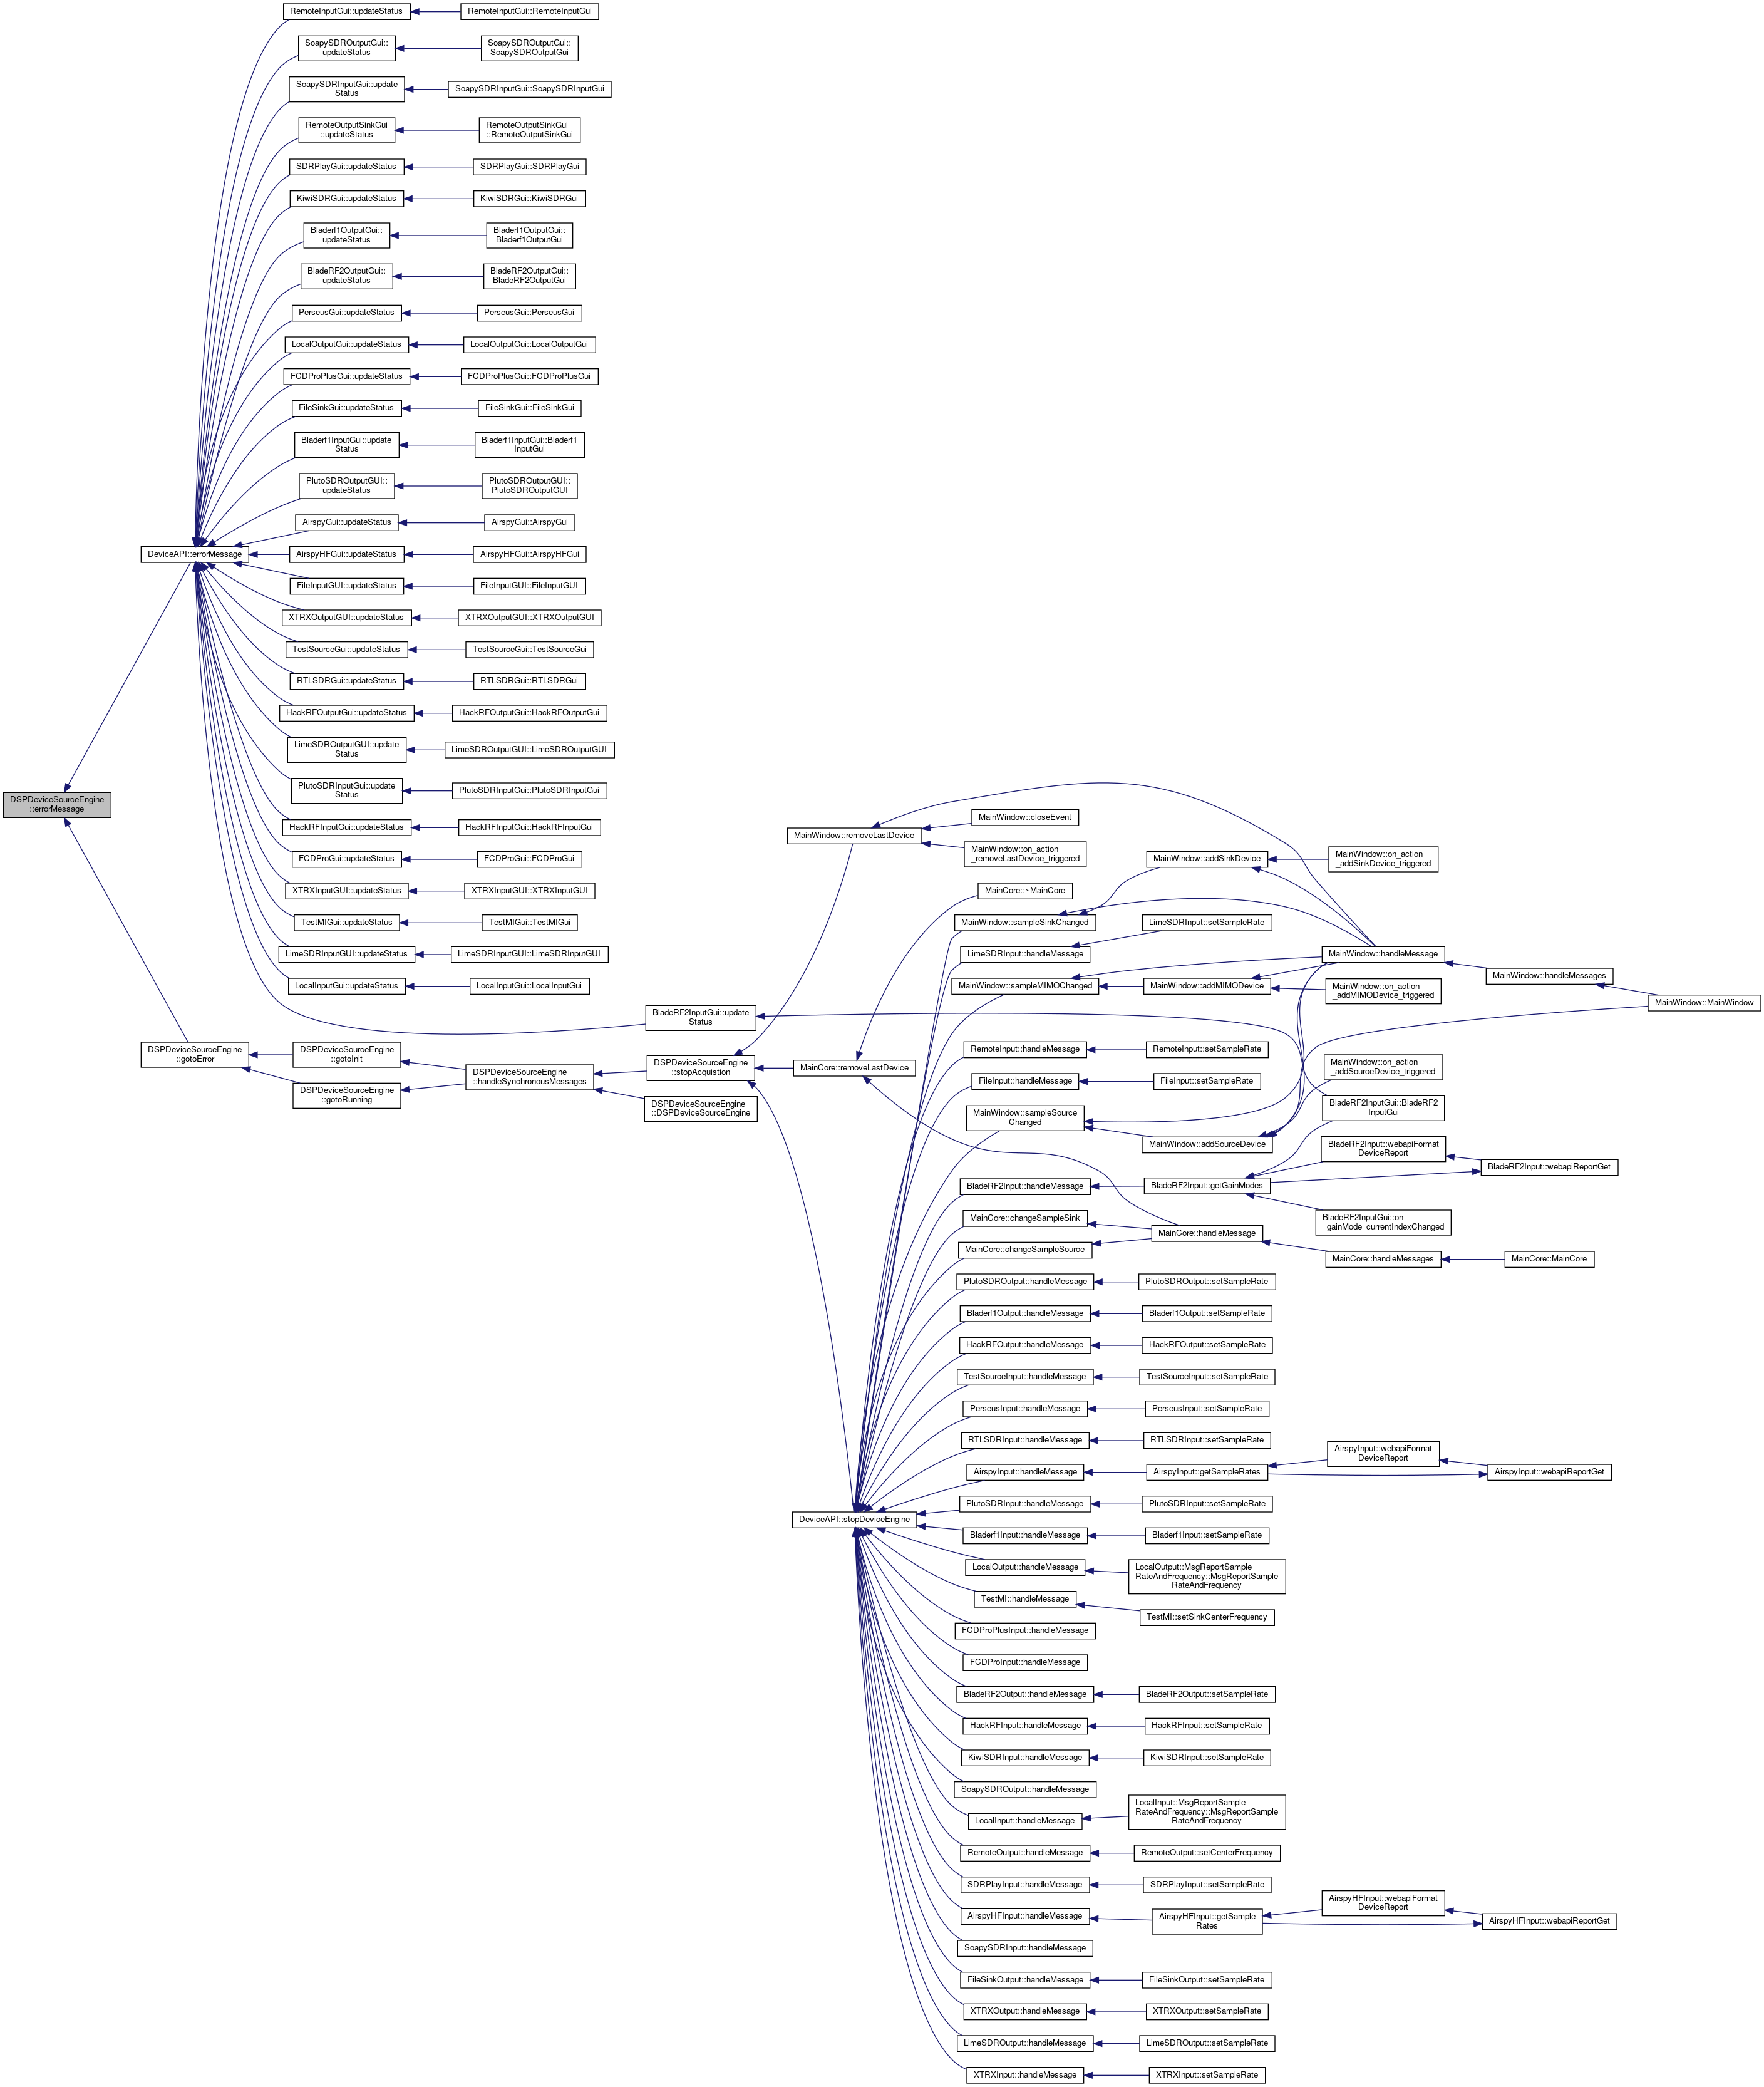 RemoteInputGui::updateStatus
RemoteInputGui::RemoteInputGui
SoapySDROutputGui::
updateStatus
SoapySDROutputGui::
SoapySDROutputGui
SoapySDRInputGui::update
Status
SoapySDRInputGui::SoapySDRInputGui
RemoteOutputSinkGui
::updateStatus
RemoteOutputSinkGui
::RemoteOutputSinkGui
SDRPlayGui::updateStatus
SDRPlayGui::SDRPlayGui
KiwiSDRGui::updateStatus
KiwiSDRGui::KiwiSDRGui
Bladerf1OutputGui::
updateStatus
Bladerf1OutputGui::
Bladerf1OutputGui
BladeRF2OutputGui::
updateStatus
BladeRF2OutputGui::
BladeRF2OutputGui
PerseusGui::updateStatus
PerseusGui::PerseusGui
LocalOutputGui::updateStatus
LocalOutputGui::LocalOutputGui
FCDProPlusGui::updateStatus
FCDProPlusGui::FCDProPlusGui
FileSinkGui::updateStatus
FileSinkGui::FileSinkGui
Bladerf1InputGui::update
Status
Bladerf1InputGui::Bladerf1
InputGui
PlutoSDROutputGUI::
updateStatus
PlutoSDROutputGUI::
PlutoSDROutputGUI
AirspyGui::updateStatus
AirspyGui::AirspyGui
DeviceAPI::errorMessage
AirspyHFGui::updateStatus
AirspyHFGui::AirspyHFGui
FileInputGUI::updateStatus
FileInputGUI::FileInputGUI
XTRXOutputGUI::updateStatus
XTRXOutputGUI::XTRXOutputGUI
TestSourceGui::updateStatus
TestSourceGui::TestSourceGui
RTLSDRGui::updateStatus
RTLSDRGui::RTLSDRGui
HackRFOutputGui::updateStatus
HackRFOutputGui::HackRFOutputGui
LimeSDROutputGUI::update
Status
LimeSDROutputGUI::LimeSDROutputGUI
PlutoSDRInputGui::update
Status
PlutoSDRInputGui::PlutoSDRInputGui
DSPDeviceSourceEngine
::errorMessage
HackRFInputGui::updateStatus
HackRFInputGui::HackRFInputGui
FCDProGui::updateStatus
FCDProGui::FCDProGui
XTRXInputGUI::updateStatus
XTRXInputGUI::XTRXInputGUI
TestMIGui::updateStatus
TestMIGui::TestMIGui
LimeSDRInputGUI::updateStatus
LimeSDRInputGUI::LimeSDRInputGUI
LocalInputGui::updateStatus
LocalInputGui::LocalInputGui
BladeRF2InputGui::update
Status
DSPDeviceSourceEngine
::gotoError
DSPDeviceSourceEngine
::gotoInit
DSPDeviceSourceEngine
::gotoRunning
DSPDeviceSourceEngine
::handleSynchronousMessages
DSPDeviceSourceEngine
::stopAcquistion
DSPDeviceSourceEngine
::DSPDeviceSourceEngine
MainWindow::removeLastDevice
MainWindow::closeEvent
MainWindow::on_action
_removeLastDevice_triggered
MainCore::removeLastDevice
MainCore::~MainCore
MainWindow::sampleSinkChanged
MainWindow::addSinkDevice
MainWindow::on_action
_addSinkDevice_triggered
LimeSDRInput::handleMessage
LimeSDRInput::setSampleRate
MainWindow::handleMessage
MainWindow::handleMessages
MainWindow::MainWindow
MainWindow::sampleMIMOChanged
MainWindow::addMIMODevice
MainWindow::on_action
_addMIMODevice_triggered
RemoteInput::handleMessage
RemoteInput::setSampleRate
FileInput::handleMessage
FileInput::setSampleRate
MainWindow::on_action
_addSourceDevice_triggered
MainWindow::sampleSource
Changed
MainWindow::addSourceDevice
BladeRF2InputGui::BladeRF2
InputGui
BladeRF2Input::handleMessage
BladeRF2Input::getGainModes
BladeRF2Input::webapiFormat
DeviceReport
BladeRF2Input::webapiReportGet
BladeRF2InputGui::on
_gainMode_currentIndexChanged
MainCore::changeSampleSink
MainCore::changeSampleSource
MainCore::handleMessage
MainCore::handleMessages
MainCore::MainCore
PlutoSDROutput::handleMessage
PlutoSDROutput::setSampleRate
Bladerf1Output::handleMessage
Bladerf1Output::setSampleRate
HackRFOutput::handleMessage
HackRFOutput::setSampleRate
TestSourceInput::handleMessage
TestSourceInput::setSampleRate
PerseusInput::handleMessage
PerseusInput::setSampleRate
RTLSDRInput::handleMessage
RTLSDRInput::setSampleRate
AirspyInput::handleMessage
AirspyInput::getSampleRates
AirspyInput::webapiFormat
DeviceReport
AirspyInput::webapiReportGet
DeviceAPI::stopDeviceEngine
PlutoSDRInput::handleMessage
PlutoSDRInput::setSampleRate
Bladerf1Input::handleMessage
Bladerf1Input::setSampleRate
LocalOutput::handleMessage
LocalOutput::MsgReportSample
RateAndFrequency::MsgReportSample
RateAndFrequency
TestMI::handleMessage
TestMI::setSinkCenterFrequency
FCDProPlusInput::handleMessage
FCDProInput::handleMessage
BladeRF2Output::handleMessage
BladeRF2Output::setSampleRate
HackRFInput::handleMessage
HackRFInput::setSampleRate
KiwiSDRInput::handleMessage
KiwiSDRInput::setSampleRate
SoapySDROutput::handleMessage
LocalInput::handleMessage
LocalInput::MsgReportSample
RateAndFrequency::MsgReportSample
RateAndFrequency
RemoteOutput::handleMessage
RemoteOutput::setCenterFrequency
SDRPlayInput::handleMessage
SDRPlayInput::setSampleRate
AirspyHFInput::handleMessage
AirspyHFInput::getSample
Rates
AirspyHFInput::webapiFormat
DeviceReport
AirspyHFInput::webapiReportGet
SoapySDRInput::handleMessage
FileSinkOutput::handleMessage
FileSinkOutput::setSampleRate
XTRXOutput::handleMessage
XTRXOutput::setSampleRate
LimeSDROutput::handleMessage
LimeSDROutput::setSampleRate
XTRXInput::handleMessage
XTRXInput::setSampleRate